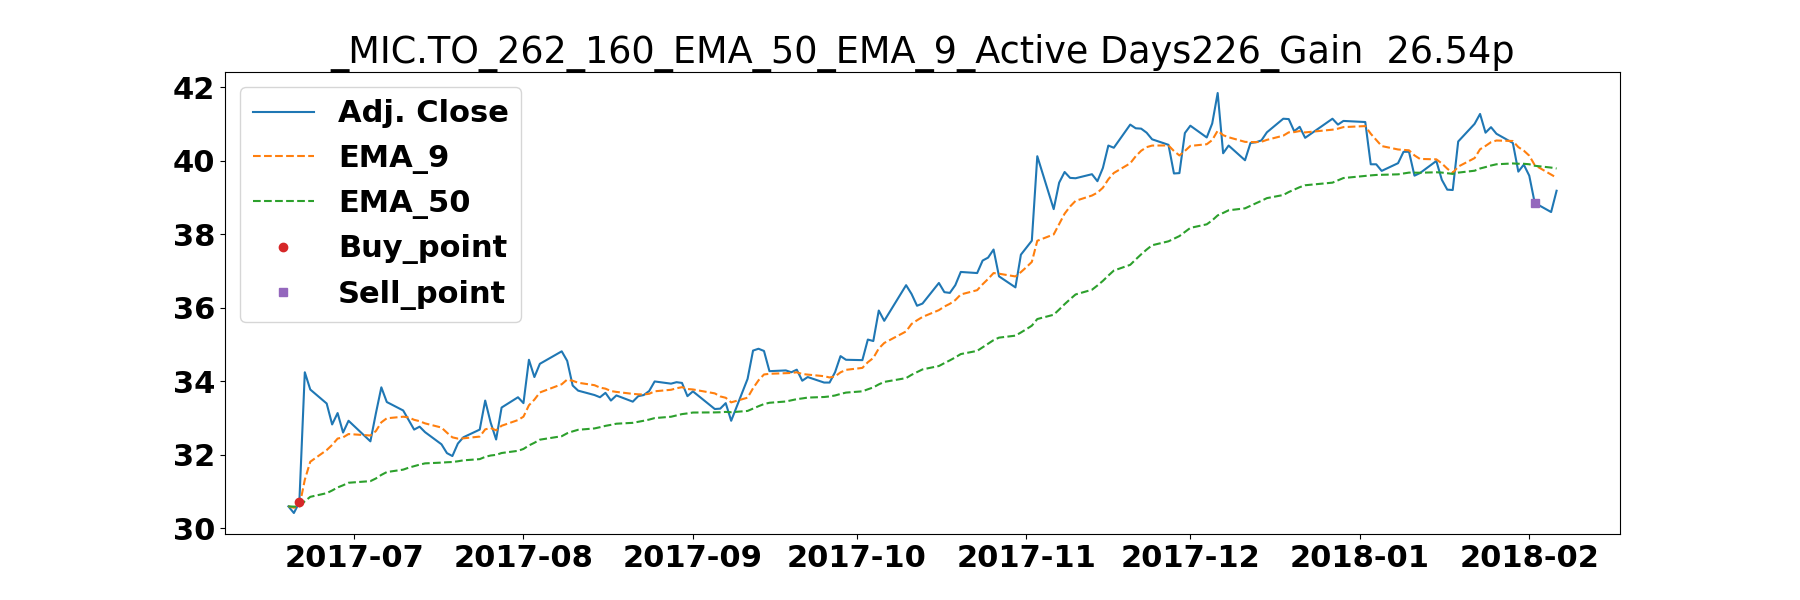 _MIC.TO_262_160_EMA_50_EMA_9_Active Days226_Gain  26.54p
42
40
38
36
34
32
30
Adj. Close
EMA_9
EMA_50
Buy_point
Sell_point
2017-07 2017-08 2017-09 2017-10 2017-11 2017-12 2018-01 2018-02